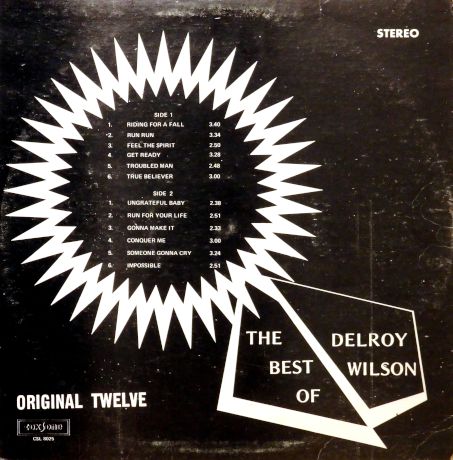 STEREO
SIDE 1
1. RIDING FOR A FALL 3.40
2. RUN RUN 3.34
3. FEEL THE SPIRIT 2.50
4. GET READY 3.28
5. TROUBLED MAN 2.48
6. TRUE BELIEVER 3.00
SIDE 2
1. UNGRATEFUL BABY 2.38
2. RUN FOR YOUR LIFE 2.51
3. GONNA MAKE IT 2.33
4. CONQUER ME 3.00
5. SOMEONE GONNA CRY 3.24
6. IMPOSSIBLE 2.51
THE BEST OF
DELROY WILSON
ORIGINAL TWELVE
coxsone
CSL 8025